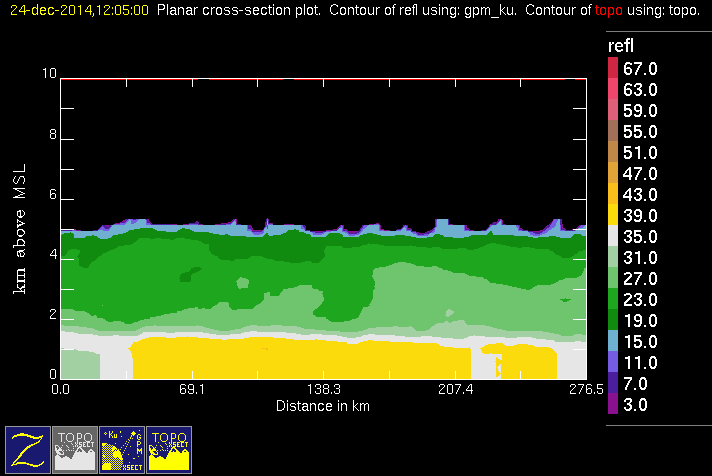 24-dec-2014,12:05:00 Planar cross-section plot. Contour of refl using: gpm_ku. Contour of topo using: topo.
refl
67.0
63.0
59.0
55.0
51.0
47.0
43.0
39.0
35.0
31.0
27.0
23.0
19.0
15.0
11.0
7.0
3.0
km above MSL
10
8
6
4
2
0
0.0 69.1 138.3 207.4 276.5
Distance in km
Z
TOPO
XSECT
"Ku"
GPM
XSECT
TOPO
XSECT